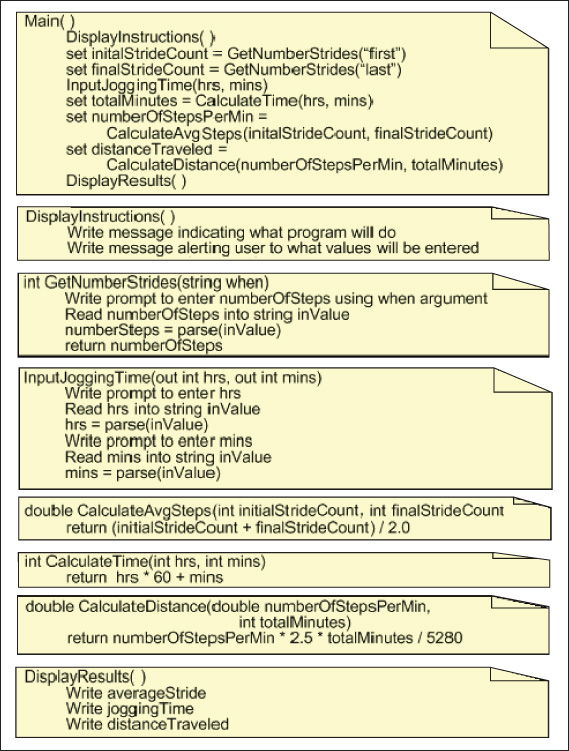 Main( )
DisplayInstructions( )
set initalStrideCount = GetNumberStrides(“first”)
set finalStrideCount = GetNumberStrides(“last”)
InputJoggingTime(hrs, mins)
set totalMinutes = CalculateTime(hrs, mins)
set numberOfStepsPerMin =
CalculateAvgSteps(initalStrideCount, finalStrideCount)
set distanceTraveled =
CalculateDistance(numberOfStepsPerMin, totalMinutes)
DisplayResults( )
DisplayInstructions( )
Write message indicating what program will do
Write message alerting user to what values will be entered
int GetNumberStrides(string when)
Write prompt to enter numberOfSteps using when argument
Read numberOfSteps into string inValue
numberSteps = parse(inValue)
return numberOfSteps
InputJoggingTime(out int hrs, out int mins)
Write prompt to enter hrs
Read hrs into string inValue
hrs = parse(inValue)
Write prompt to enter mins
Read mins into string inValue
mins = parse(inValue)
double CalculateAvgSteps(int initialStrideCount, int finalStrideCount
return (initialStrideCount + finalStrideCount) / 2.0
int CalculateTime(int hrs, int mins)
return hrs * 60 + mins
double CalculateDistance(double numberOfStepsPerMin,
int totalMinutes)
return numberOfStepsPerMin * 2.5 * totalMinutes / 5280
DisplayResults( )
Write averageStride
Write joggingTime
Write distanceTraveled